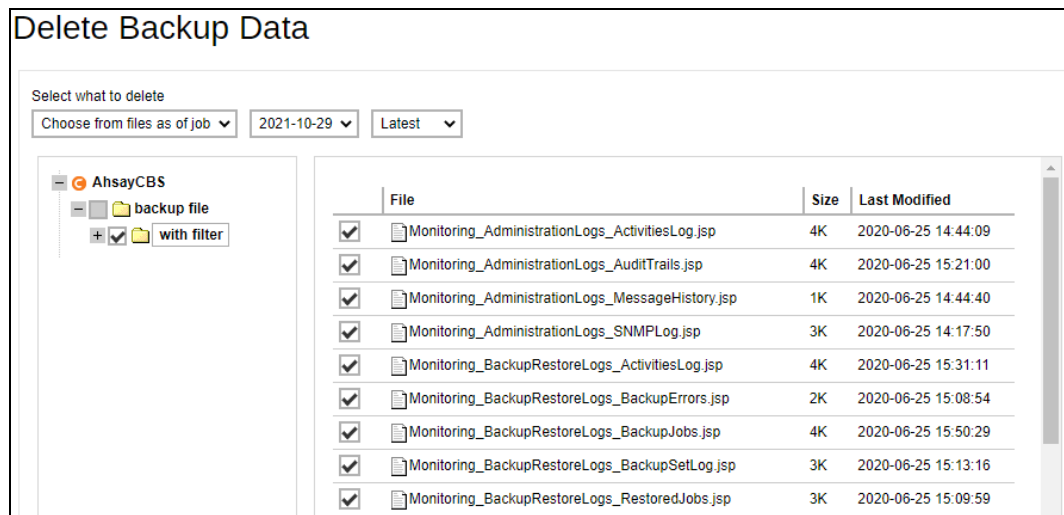 Delete Backup Data
Select what to delete
Choose from files as of job 2021-10-29 Latest
AhsayCBS
backup file
with filter
File Size Last Modified
Monitoring_AdministrationLogs_ActivitiesLog.jsp 4K 2020-06-25 14:44:09
Monitoring_AdministrationLogs_AuditTrails.jsp 4K 2020-06-25 15:21:00
Monitoring_AdministrationLogs_MessageHistory.jsp 1K 2020-06-25 14:44:40
Monitoring_AdministrationLogs_SNMPLog.jsp 3K 2020-06-25 14:17:50
Monitoring_BackupRestoreLogs_ActivitiesLog.jsp 4K 2020-06-25 15:31:11
Monitoring_BackupRestoreLogs_BackupErrors.jsp 2K 2020-06-25 15:08:54
Monitoring_BackupRestoreLogs_BackupJobs.jsp 4K 2020-06-25 15:50:29
Monitoring_BackupRestoreLogs_BackupSetLog.jsp 3K 2020-06-25 15:13:16
Monitoring_BackupRestoreLogs_RestoredJobs.jsp 3K 2020-06-25 15:09:59